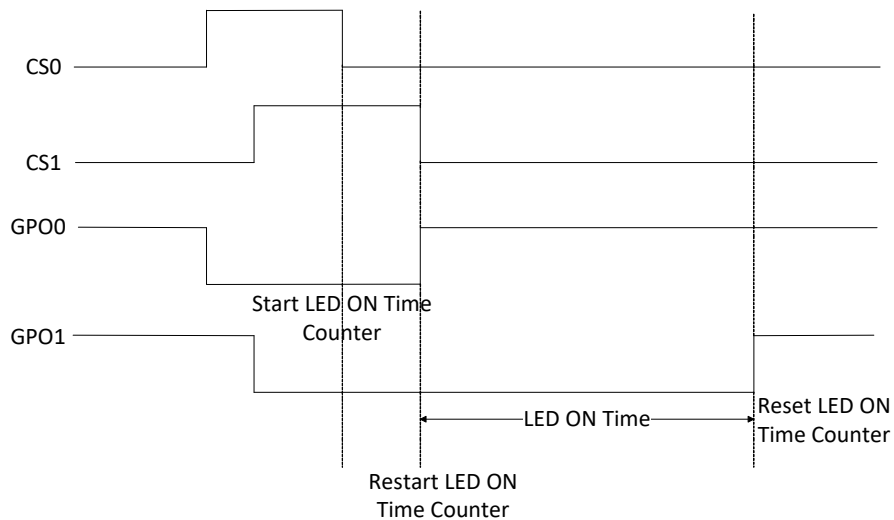 CS0
CS1
GPO0
Start LED ON Time
Counter
GPO1
LED ON Time
Reset LED ON
Time Counter
Restart LED ON
Time Counter